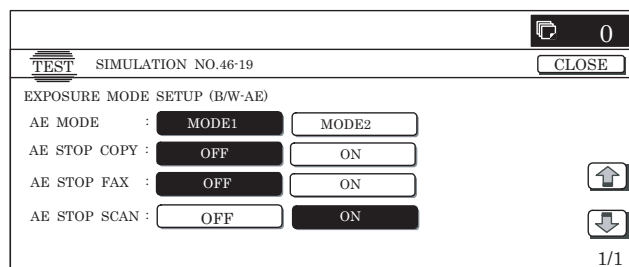 0
TEST SIMULATION NO.46-19 CLOSE
EXPOSURE MODE SETUP (B/W-AE)
AE MODE : MODE1 MODE2
AE STOP COPY : OFF ON
AE STOP FAX : OFF ON
AE STOP SCAN : OFF ON
1/1